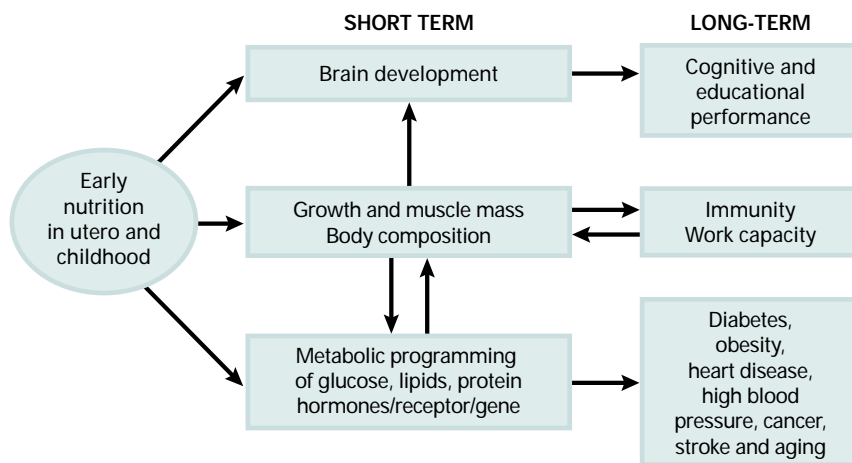 SHORT TERM
LONG-TERM
Brain development
Cognitive and
educational
performance
Early
nutrition
in utero and
childhood
Growth and muscle mass
Body composition
Immunity
Work capacity
Metabolic programming
of glucose, lipids, protein
hormones/receptor/gene
Diabetes,
obesity,
heart disease,
high blood
pressure, cancer,
stroke and aging